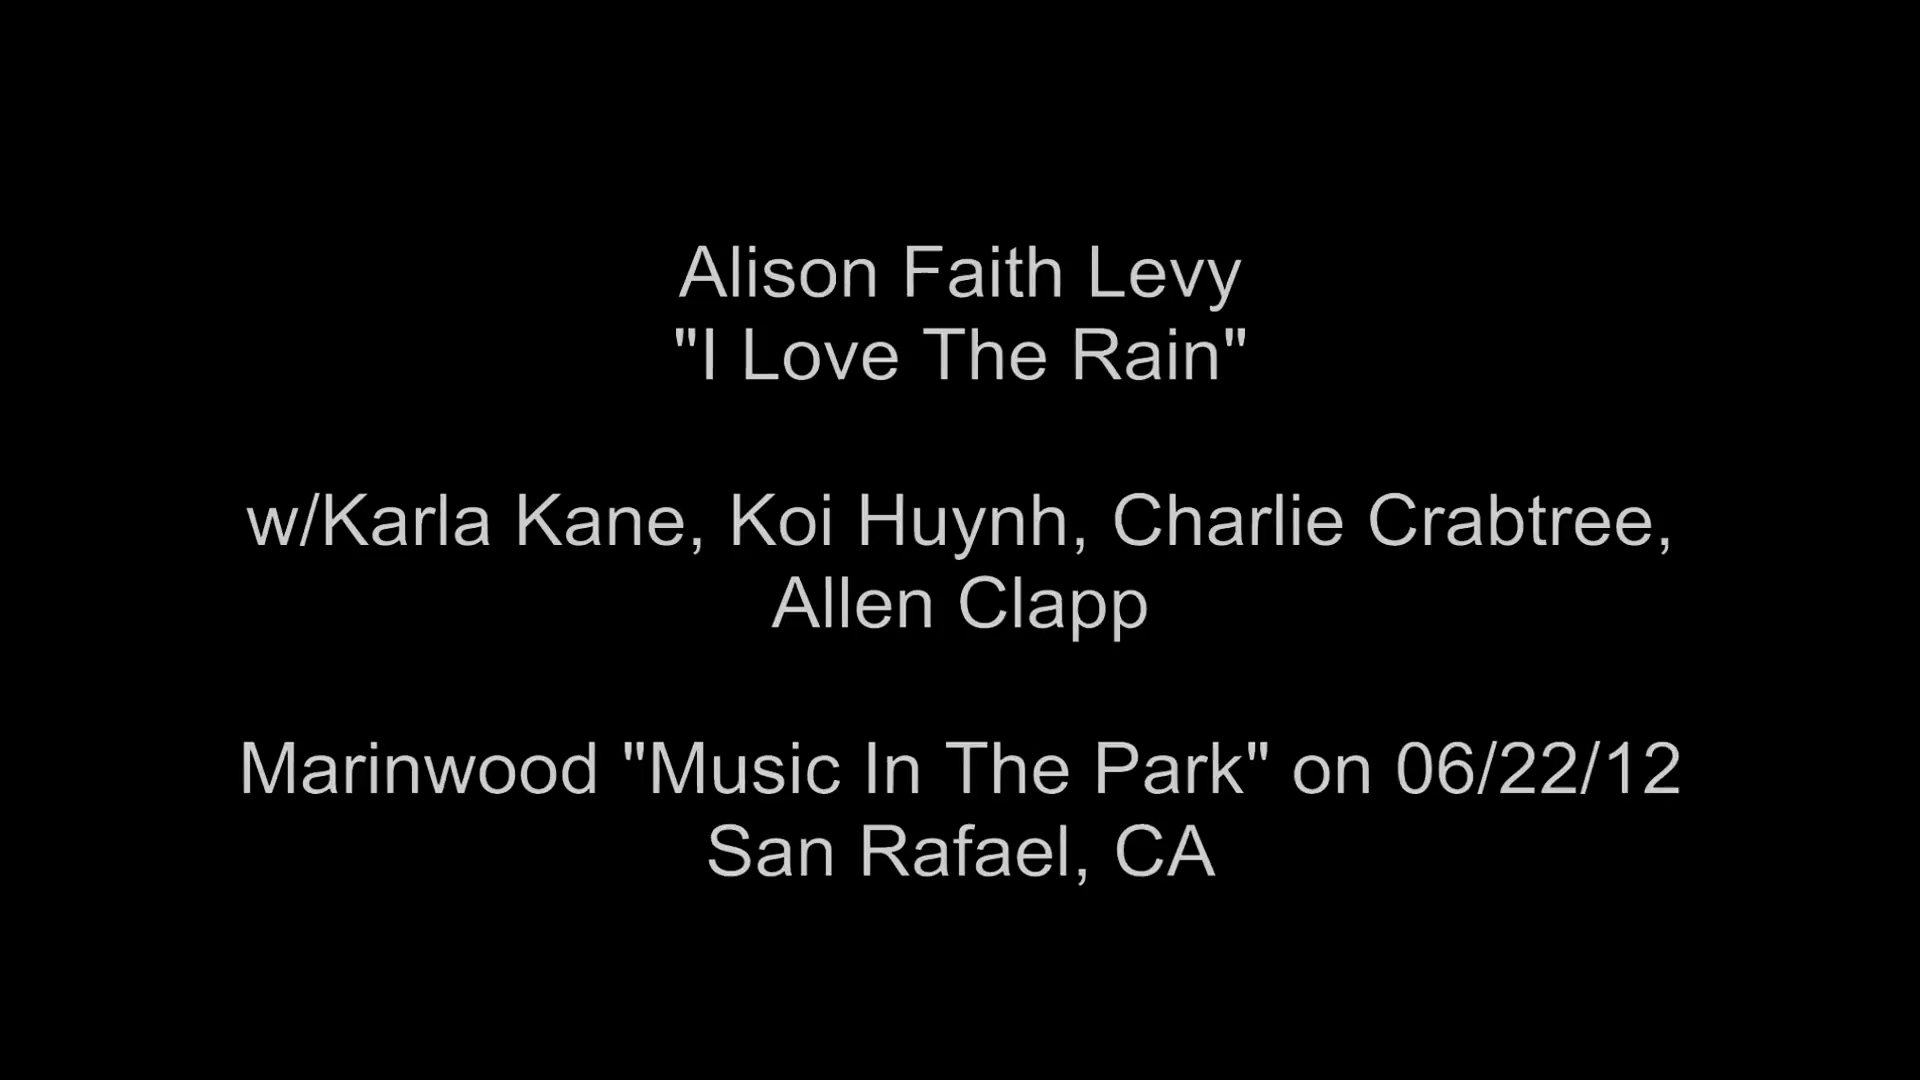 Alison Faith Levy
"I Love The Rain"
w/Karla Kane, Koi Huynh, Charlie Crabtree,
Allen Clapp
Marinwood "Music In The Park" on 06/22/12
San Rafael, CA